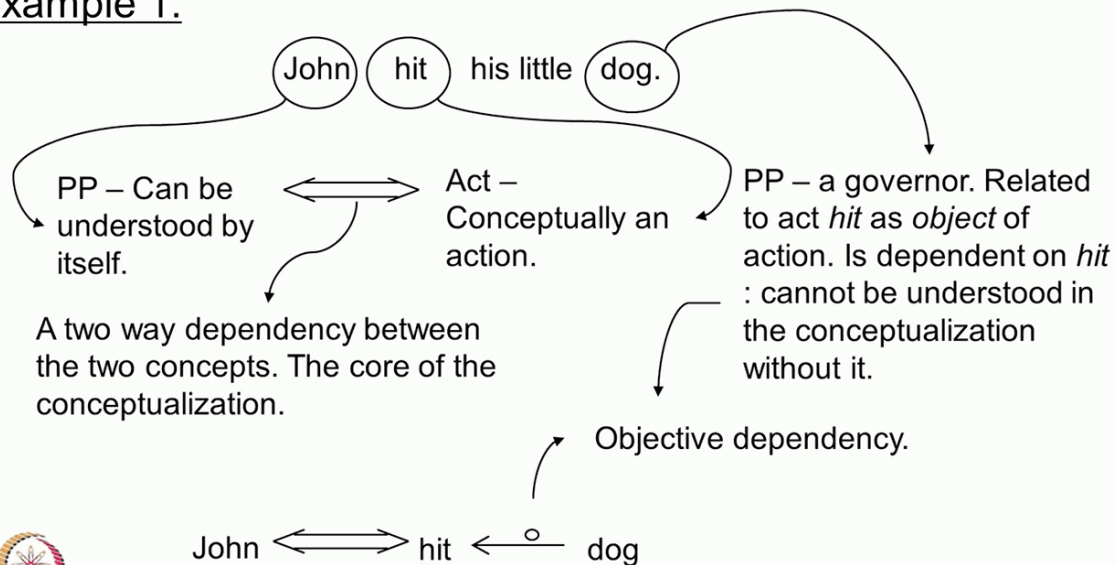 xample 1.
John hit his little dog.
PP – Can be
understood by
itself.
Act –
Conceptually an
action.
PP – a governor. Related
to act hit as object of
action. Is dependent on hit
: cannot be understood in
the conceptualization
without it.
A two way dependency between
the two concepts. The core of the
conceptualization.
Objective dependency.
John hit o dog